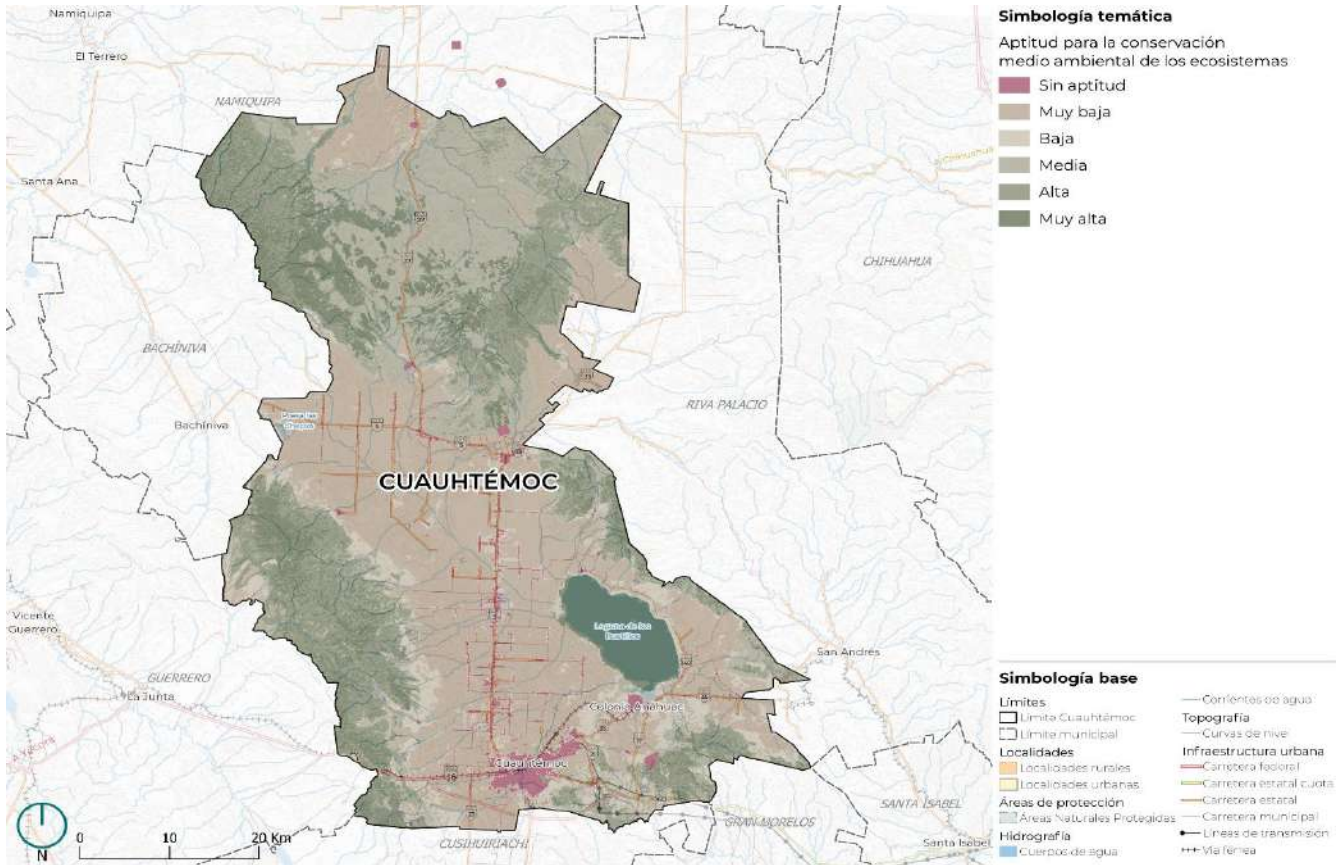 Namiquipa
El Terrero
NAMIQUIPA
Santa Ana
CHIHUAHUA
BACHÍNIVA
RIVA PALACIO
Bachíniva
CUAUHTÉMOC
Vicente
Guerrero
Laguna de los
San Andrés
GUERRERO
La Junta
Colonia Anáhuac
Cuauhtémoc
SANTA ISABEL
GRAN MORELOS
Santa Isabel
CUSIHUIRIACHI
N
0 10 20 Km
Simbología temática
Aptitud para la conservación
medio ambiental de los ecosistemas
Sin aptitud
Muy baja
Baja
Media
Alta
Muy alta
Simbología base
Límites
Límite Cuauhtémoc
Límite municipal
Localidades
Localidades rurales
Localidades urbanas
Áreas de protección
Áreas Naturales Protegidas
Hidrografía
Cuerpos de agua
Corrientes de agua
Topografía
Curvas de nivel
Infraestructura urbana
Carretera federal
Carretera estatal cuota
Carretera estatal
Carretera municipal
Líneas de transmisión
Vía férrea